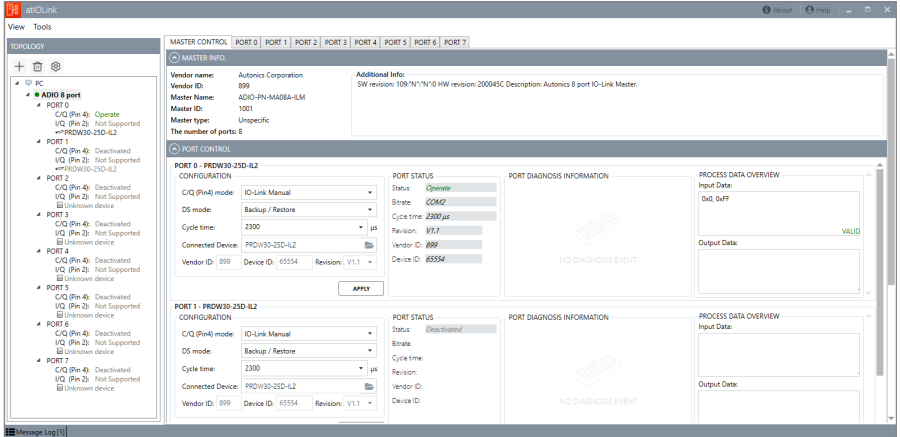 atIOLink
About
Help
View Tools
TOPOLOGY
PC
ADIO 8 port
PORT 0
C/Q (Pin 4): Operate
I/Q (Pin 2): Not Supported
PRDW30-25D-IL2
PORT 1
C/Q (Pin 4): Deactivated
I/Q (Pin 2): Not Supported
PRDW30-25D-IL2
PORT 2
C/Q (Pin 4): Deactivated
I/Q (Pin 2): Not Supported
Unknown device
PORT 3
C/Q (Pin 4): Deactivated
I/Q (Pin 2): Not Supported
Unknown device
PORT 4
C/Q (Pin 4): Deactivated
I/Q (Pin 2): Not Supported
Unknown device
PORT 5
C/Q (Pin 4): Deactivated
I/Q (Pin 2): Not Supported
Unknown device
PORT 6
C/Q (Pin 4): Deactivated
I/Q (Pin 2): Not Supported
Unknown device
PORT 7
C/Q (Pin 4): Deactivated
I/Q (Pin 2): Not Supported
Unknown device
MASTER CONTROL PORT 0 PORT 1 PORT 2 PORT 3 PORT 4 PORT 5 PORT 6 PORT 7
MASTER INFO.
Vendor name: Autonics Corporation
Vendor ID: 899
Master Name: ADIO-PN-MA08A-ILM
Master ID: 1001
Master type: Unspecific
The number of ports: 8
Additional Info:
SW revision: 109:"N":"N":0 HW revision: 200045C Description: Autonics 8 port IO-Link Master.
PORT CONTROL
PORT 0 - PRDW30-25D-IL2
CONFIGURATION
C/Q (Pin4) mode: IO-Link Manual
DS mode: Backup / Restore
Cycle time: 2300 μs
Connected Device: PRDW30-25D-IL2
Vendor ID: 899 Device ID: 65554 Revision: V1.1
APPLY
PORT STATUS
Status: Operate
Bitrate: COM2
Cycle time: 2300 μs
Revision: V1.1
Vendor ID: 899
Device ID: 65554
PORT DIAGNOSIS INFORMATION
NO DIAGNOSIS EVENT
PROCESS DATA OVERVIEW
Input Data:
0x0, 0xFF
VALID
Output Data:
PORT 1 - PRDW30-25D-IL2
CONFIGURATION
C/Q (Pin4) mode: IO-Link Manual
DS mode: Backup / Restore
Cycle time: 2300 μs
Connected Device: PRDW30-25D-IL2
Vendor ID: 899 Device ID: 65554 Revision: V1.1
PORT STATUS
Status: Deactivated
Bitrate:
Cycle time:
Revision:
Vendor ID:
Device ID:
PORT DIAGNOSIS INFORMATION
NO DIAGNOSIS EVENT
PROCESS DATA OVERVIEW
Input Data:
Output Data:
Message Log [1]